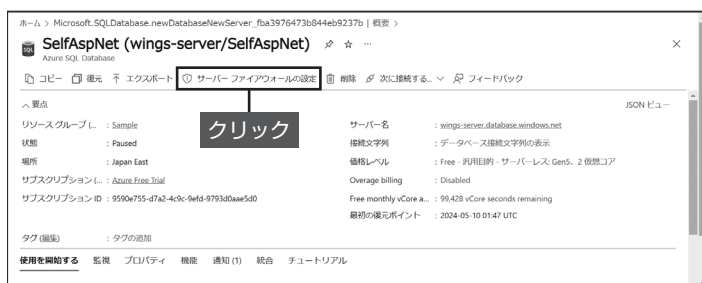 ホーム > Microsoft.SQLDatabase.newDatabaseNewServer_fba3976473b844eb9237b | 概要 >
SelfAspNet (wings-server/SelfAspNet)
SQL
Azure SQL Database
コピー 復元 エクスポート サーバー ファイアウォールの設定 削除 次に接続する... フィードバック
要点 JSON ビュー
クリック
リソース グループ (... : Sample サーバー名 : wings-server.database.windows.net
状態 : Paused 接続文字列 : データベース接続文字列の表示
場所 : Japan East 価格レベル : Free - 汎用目的 - サーバーレス: Gen5、2 仮想コア
サブスクリプション (... : Azure Free Trial Overage billing : Disabled
サブスクリプション ID : 9590e755-d7a2-4c9c-9efd-9793d0aae5d0 Free monthly vCore a... : 99,428 vCore seconds remaining
最初の復元ポイント : 2024-05-10 01:47 UTC
タグ (編集) : タグの追加
使用を開始する 監視 プロパティ 機能 通知 (1) 統合 チュートリアル